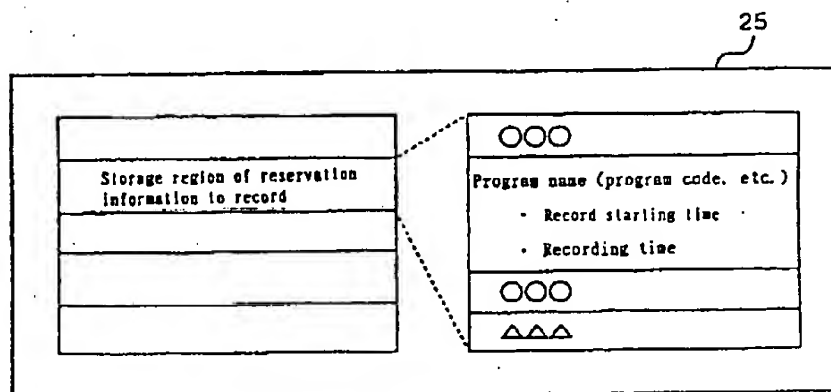 25
Storage region of reservation
information to record
○○○
Program name (program code, etc.)
・ Record starting time
・ Recording time
○○○
△△△